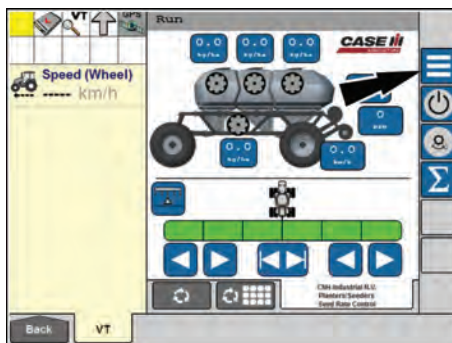 VT
GPS
Run
Speed (Wheel)
----- km/h
0.0
kg/ha
0.0
kg/ha
0.0
kg/ha
CASE IH
AGRICULTURE
0
0.0
kg/ha
0.0
km/h
CNH Industrial N.V.
Planters/Seeders
Seed Rate Control
Back
VT